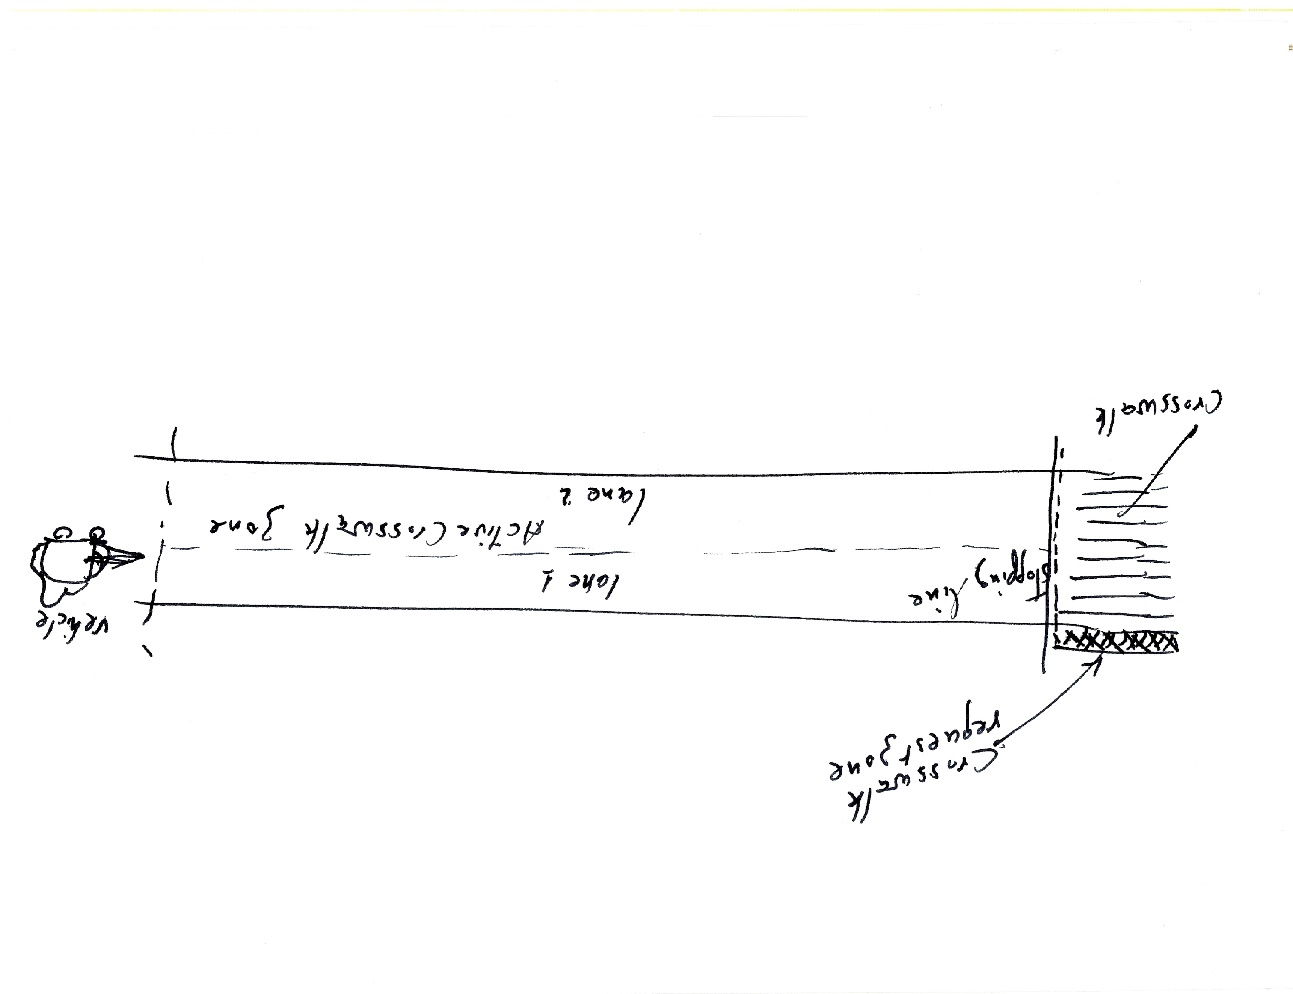 Crosswalk
request zone
vehicle
stopping
line
lane 1
Active Crosswalk zone
lane 2
Crosswalk